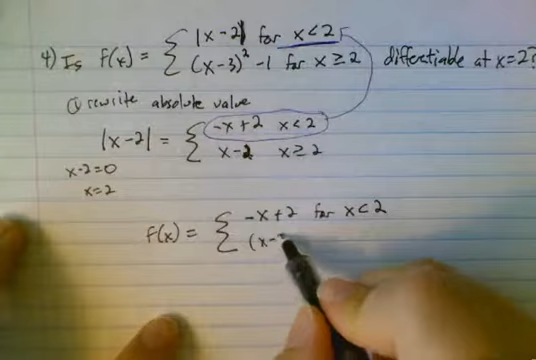 4) Is f(x) = { |x-2| for x<2 differentiable at x=2?
(x-3)² -1 for x≥2
① rewrite absolute value
|x-2| = { -x+2 x<2
x-2 x≥2
x-2=0
x=2
f(x) = { -x+2 for x<2
(x-